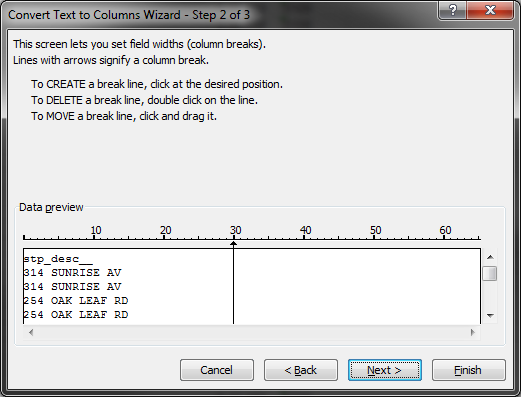 Convert Text to Columns Wizard - Step 2 of 3
?
This screen lets you set field widths (column breaks).
Lines with arrows signify a column break.
To CREATE a break line, click at the desired position.
To DELETE a break line, double click on the line.
To MOVE a break line, click and drag it.
Data preview
10 20 30 40 50 60
stp_desc__
314 SUNRISE AV
314 SUNRISE AV
254 OAK LEAF RD
254 OAK LEAF RD
Cancel < Back Next > Finish